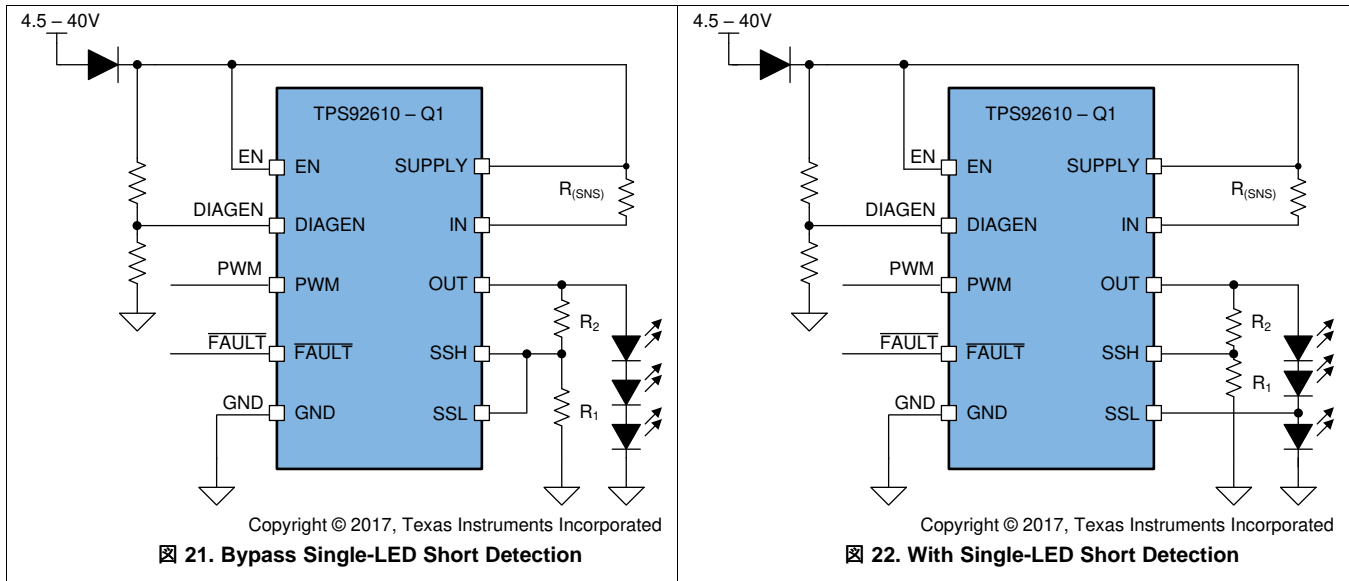 4.5 – 40V
TPS92610 – Q1
EN
EN
SUPPLY
R(SNS)
DIAGEN
DIAGEN
IN
PWM
PWM
OUT
R2
FAULT
FAULT
SSH
R1
GND
GND
SSL
Copyright © 2017, Texas Instruments Incorporated
図 21. Bypass Single-LED Short Detection
4.5 – 40V
TPS92610 – Q1
EN
EN
SUPPLY
R(SNS)
DIAGEN
DIAGEN
IN
PWM
PWM
OUT
R2
FAULT
FAULT
SSH
R1
GND
GND
SSL
Copyright © 2017, Texas Instruments Incorporated
図 22. With Single-LED Short Detection